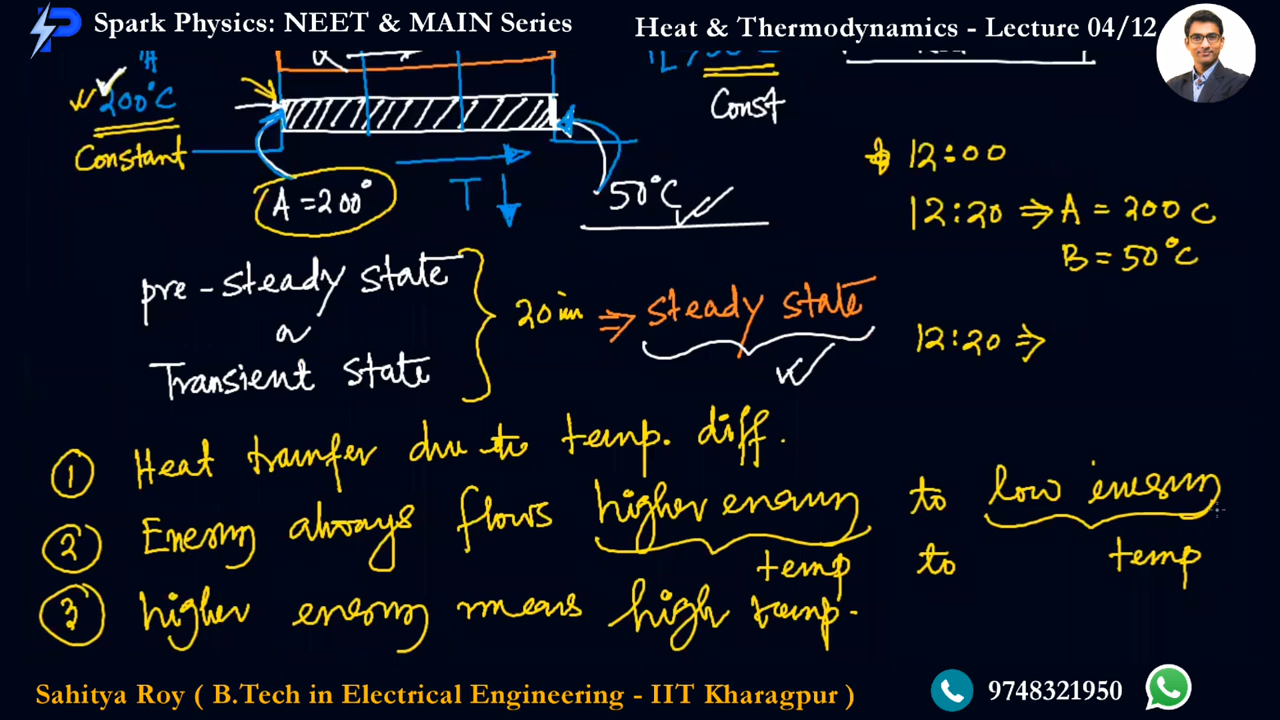 Spark Physics: NEET & MAIN Series
Heat & Thermodynamics - Lecture 04/12
200°C
Constant
Const
A = 200°
T ↓
50°C
12:00
12:20 ⇒ A = 200 C
B = 50°C
pre-steady state
or
Transient state
20 min ⇒ steady state
12:20 ⇒
① Heat transfer due to temp. diff.
② Energy always flows higher energy to low energy
temp to temp
③ higher energy means high temp.
Sahitya Roy ( B.Tech in Electrical Engineering - IIT Kharagpur )
9748321950